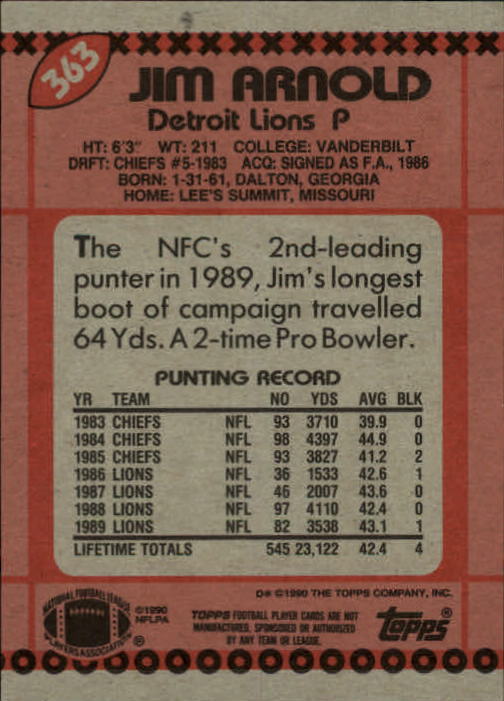 363
JIM ARNOLD
Detroit Lions P
HT: 6'3" WT: 211 COLLEGE: VANDERBILT
DRFT: CHIEFS #5-1983 ACQ: SIGNED AS F.A., 1986
BORN: 1-31-61, DALTON, GEORGIA
HOME: LEE'S SUMMIT, MISSOURI
The NFC's 2nd-leading
punter in 1989, Jim's longest
boot of campaign travelled
64 Yds. A 2-time Pro Bowler.
PUNTING RECORD
YR TEAM NO YDS AVG BLK
1983 CHIEFS NFL 93 3710 39.9 0
1984 CHIEFS NFL 98 4397 44.9 0
1985 CHIEFS NFL 93 3827 41.2 2
1986 LIONS NFL 36 1533 42.6 1
1987 LIONS NFL 46 2007 43.6 0
1988 LIONS NFL 97 4110 42.4 0
1989 LIONS NFL 82 3538 43.1 1
LIFETIME TOTALS 545 23,122 42.4 4
D* ©1990 THE TOPPS COMPANY, INC.
NATIONAL FOOTBALL LEAGUE
PLAYERS ASSOCIATION ®
©1990
NFLPA
TOPPS FOOTBALL PLAYER CARDS ARE NOT
MANUFACTURED, SPONSORED OR AUTHORIZED
BY ANY TEAM OR LEAGUE.
Topps®